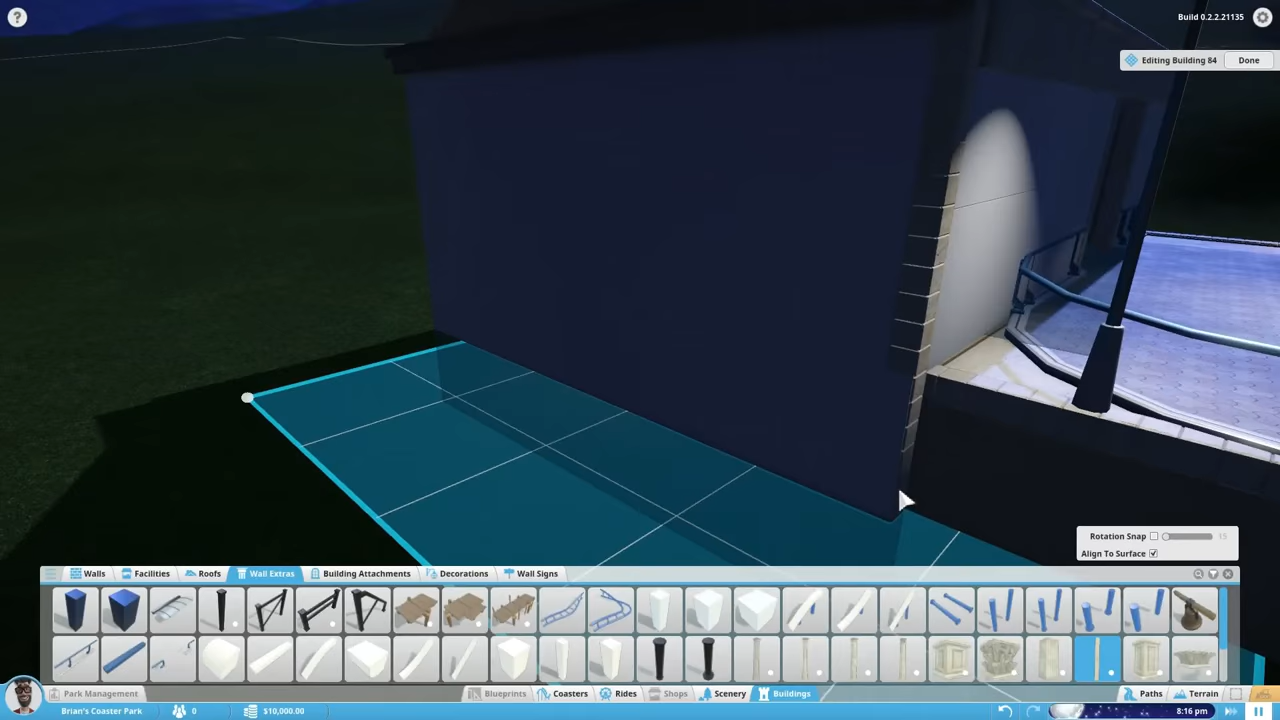 ?
Build 0.2.2.21135
Editing Building 84
Done
Rotation Snap
15
Align To Surface
Walls
Facilities
Roofs
Wall Extras
Building Attachments
Decorations
Wall Signs
Park Management
Blueprints
Coasters
Rides
Shops
Scenery
Buildings
Paths
Terrain
Brian's Coaster Park
0
$10,000.00
8:16 pm